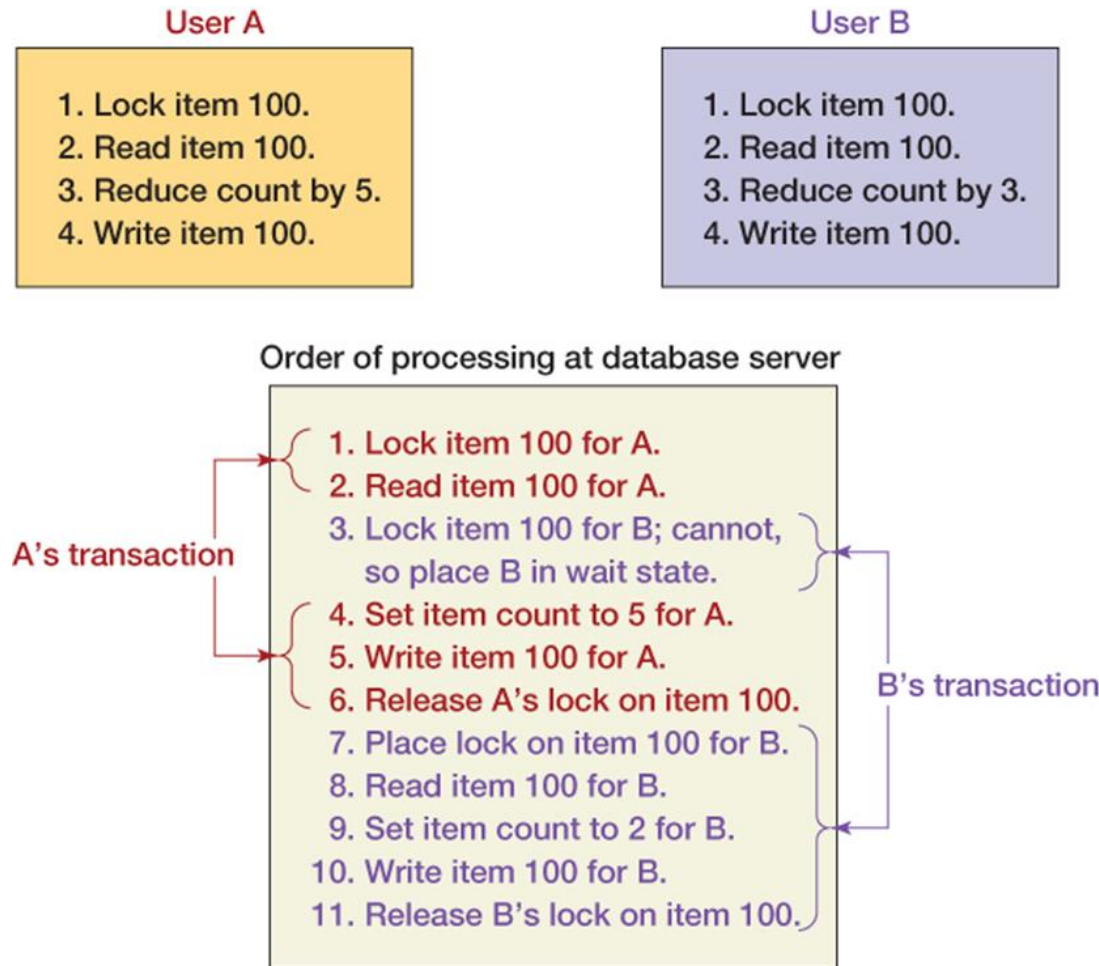 User A
1. Lock item 100.
2. Read item 100.
3. Reduce count by 5.
4. Write item 100.
User B
1. Lock item 100.
2. Read item 100.
3. Reduce count by 3.
4. Write item 100.
Order of processing at database server
A's transaction
1. Lock item 100 for A.
2. Read item 100 for A.
3. Lock item 100 for B; cannot,
so place B in wait state.
4. Set item count to 5 for A.
5. Write item 100 for A.
6. Release A's lock on item 100.
7. Place lock on item 100 for B.
8. Read item 100 for B.
9. Set item count to 2 for B.
10. Write item 100 for B.
11. Release B's lock on item 100.
B's transaction